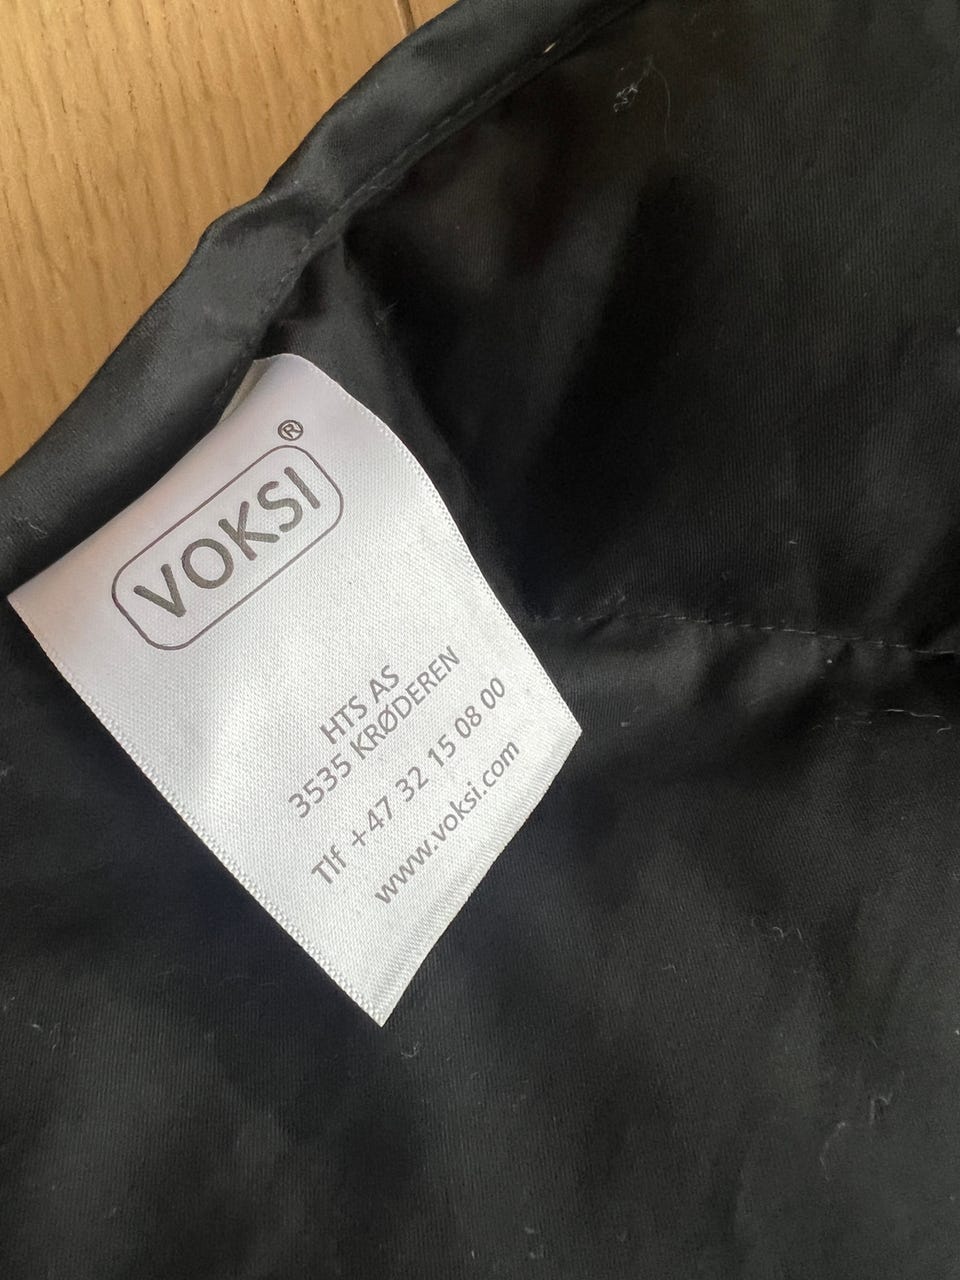 VOKSI®
HTS AS
3535 KRØDEREN
Tlf +47 32 15 08 00
www.voksi.com